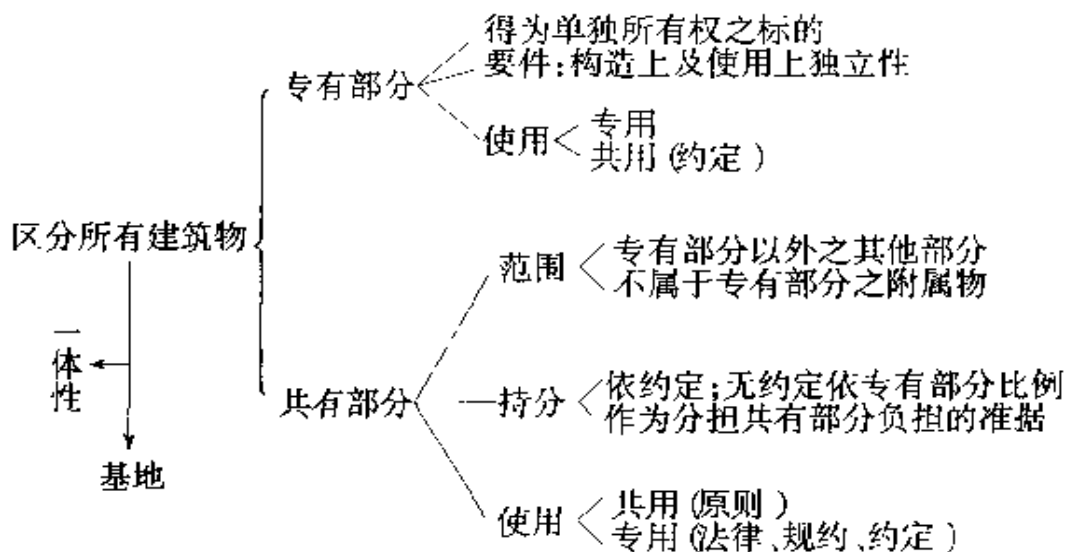 得为单独所有权之标的
专有部分
要件:构造上及使用上独立性
使用
专用
共用(约定)
区分所有建筑物
范围
专有部分以外之其他部分
不属于专有部分之附属物
一体性
共有部分
持分
依约定;无约定依专有部分比例
作为分担共有部分负担的准据
基地
使用
共用(原则)
专用(法律、规约、约定)